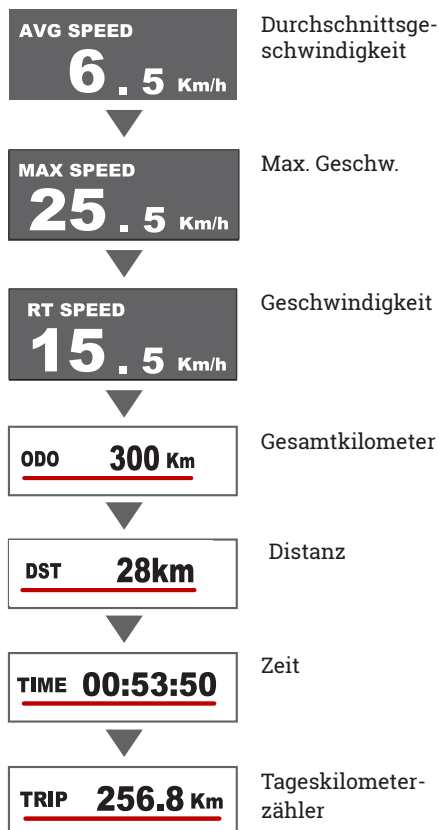 AVG SPEED
6.5 Km/h
Durchschnittsge-
schwindigkeit
MAX SPEED
25.5 Km/h
Max. Geschw.
RT SPEED
15.5 Km/h
Geschwindigkeit
ODO 300 Km
Gesamtkilometer
DST 28km
Distanz
TIME 00:53:50
Zeit
TRIP 256.8 Km
Tageskilometer-
zähler